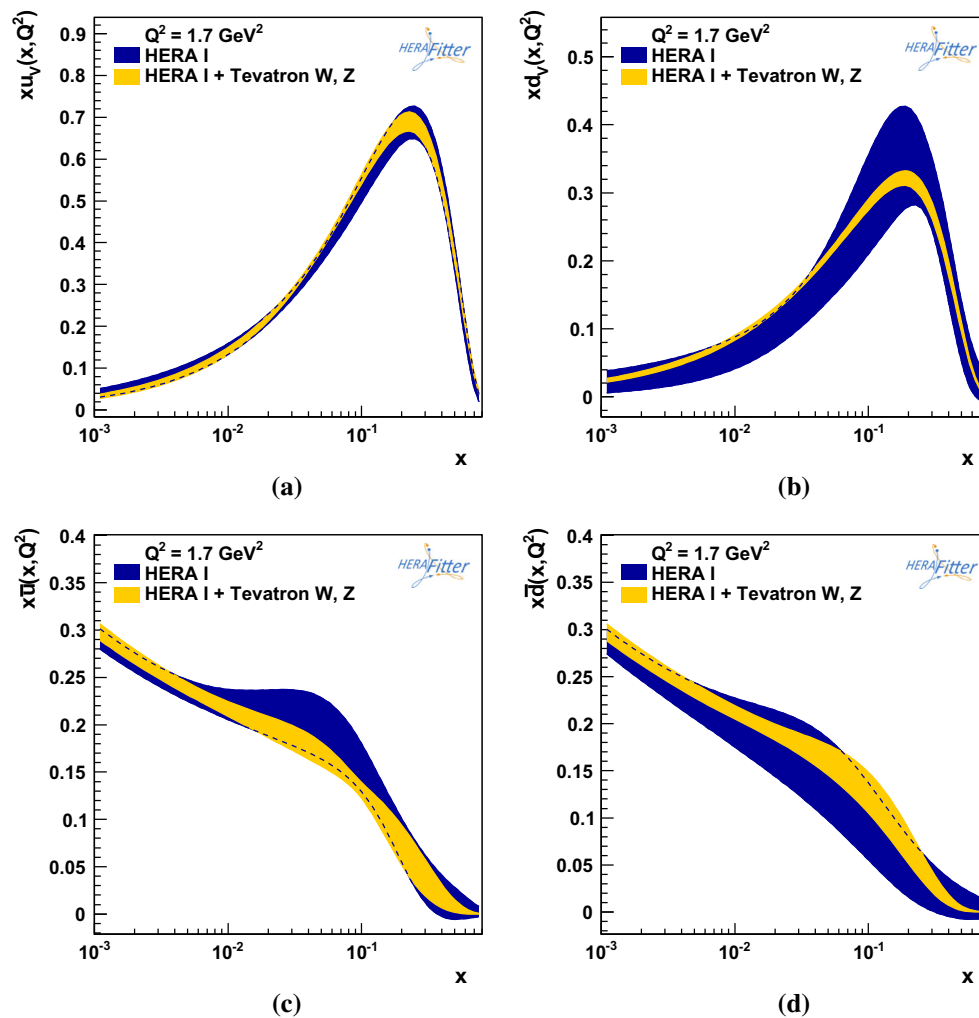 Q² = 1.7 GeV²
HERA I
HERA I + Tevatron W, Z
HERAFitter
xu_V(x,Q²)
0.9
0.8
0.7
0.6
0.5
0.4
0.3
0.2
0.1
0
10⁻³ 10⁻² 10⁻¹
x
(a)
Q² = 1.7 GeV²
HERA I
HERA I + Tevatron W, Z
HERAFitter
xd_V(x,Q²)
0.5
0.4
0.3
0.2
0.1
0
10⁻³ 10⁻² 10⁻¹
x
(b)
Q² = 1.7 GeV²
HERA I
HERA I + Tevatron W, Z
HERAFitter
xū(x,Q²)
0.4
0.35
0.3
0.25
0.2
0.15
0.1
0.05
0
10⁻³ 10⁻² 10⁻¹
x
(c)
Q² = 1.7 GeV²
HERA I
HERA I + Tevatron W, Z
HERAFitter
xd̄(x,Q²)
0.4
0.35
0.3
0.25
0.2
0.15
0.1
0.05
0
10⁻³ 10⁻² 10⁻¹
x
(d)